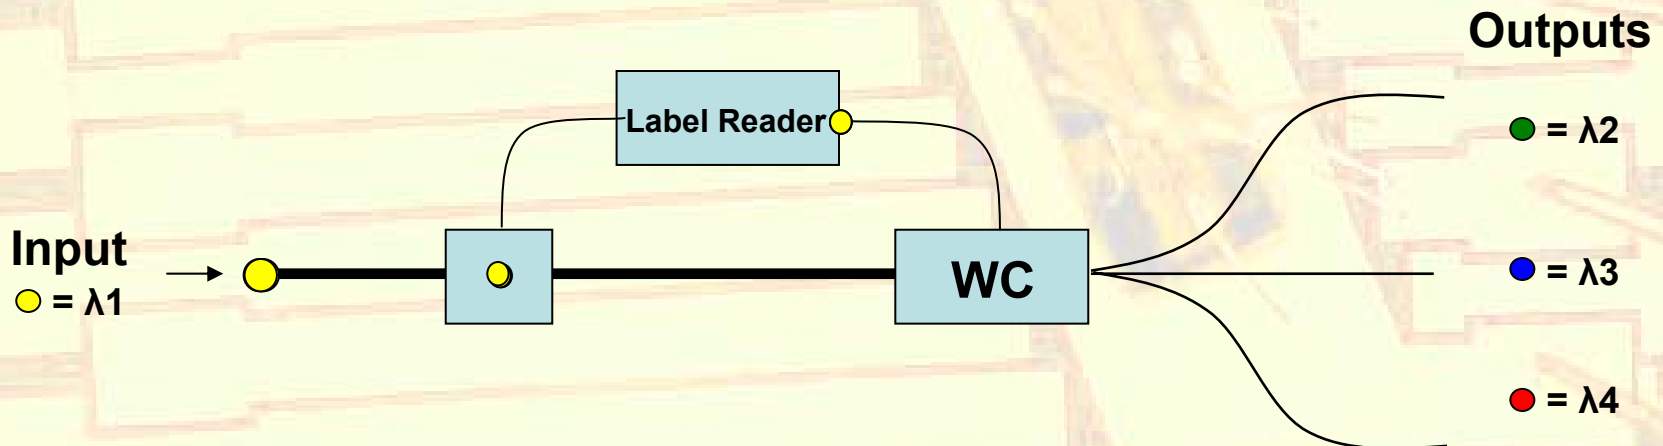 Outputs
Label Reader
= λ2
Input
WC
= λ3
= λ1
= λ4